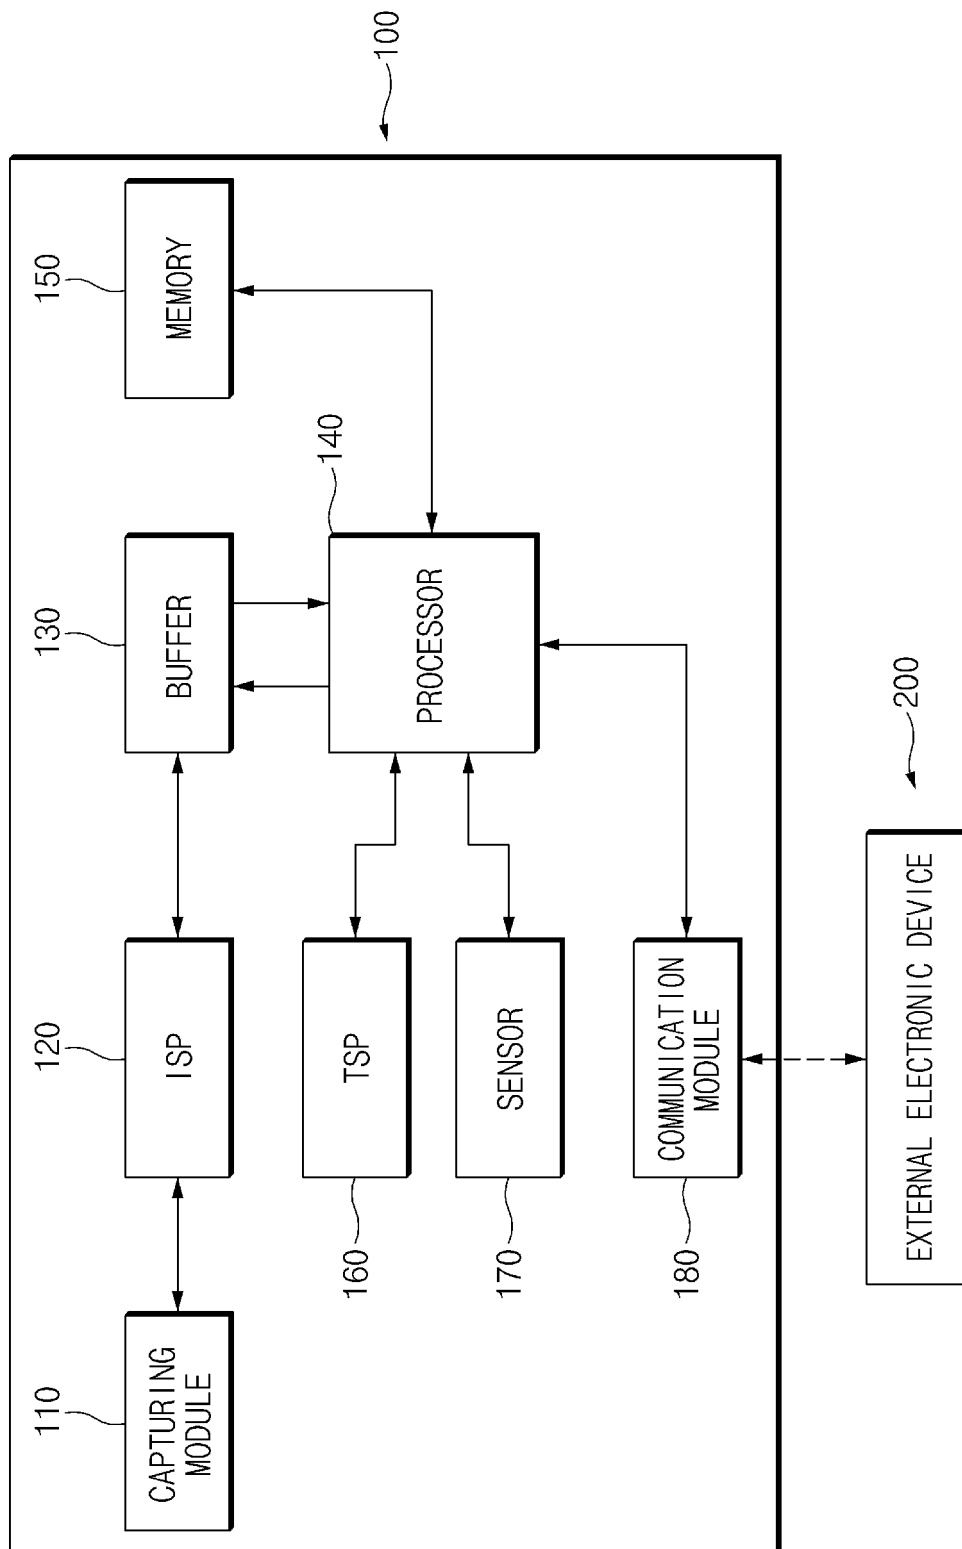 100
110
120
130
150
CAPTURING
MODULE
ISP
BUFFER
MEMORY
140
TSP
PROCESSOR
160
SENSOR
170
COMMUNICATION
MODULE
180
200
EXTERNAL ELECTRONIC DEVICE